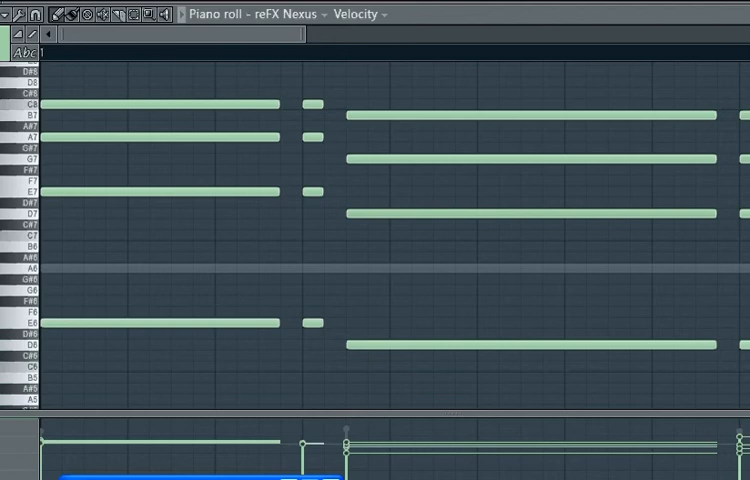 Piano roll - reFX Nexus Velocity
Abc 1
D#8
D8
C#8
C8
B7
A#7
A7
G#7
G7
F#7
F7
E7
D#7
D7
C#7
C7
B6
A#6
A6
G#6
G6
F#6
F6
E6
D#6
D6
C#6
C6
B5
A#5
A5